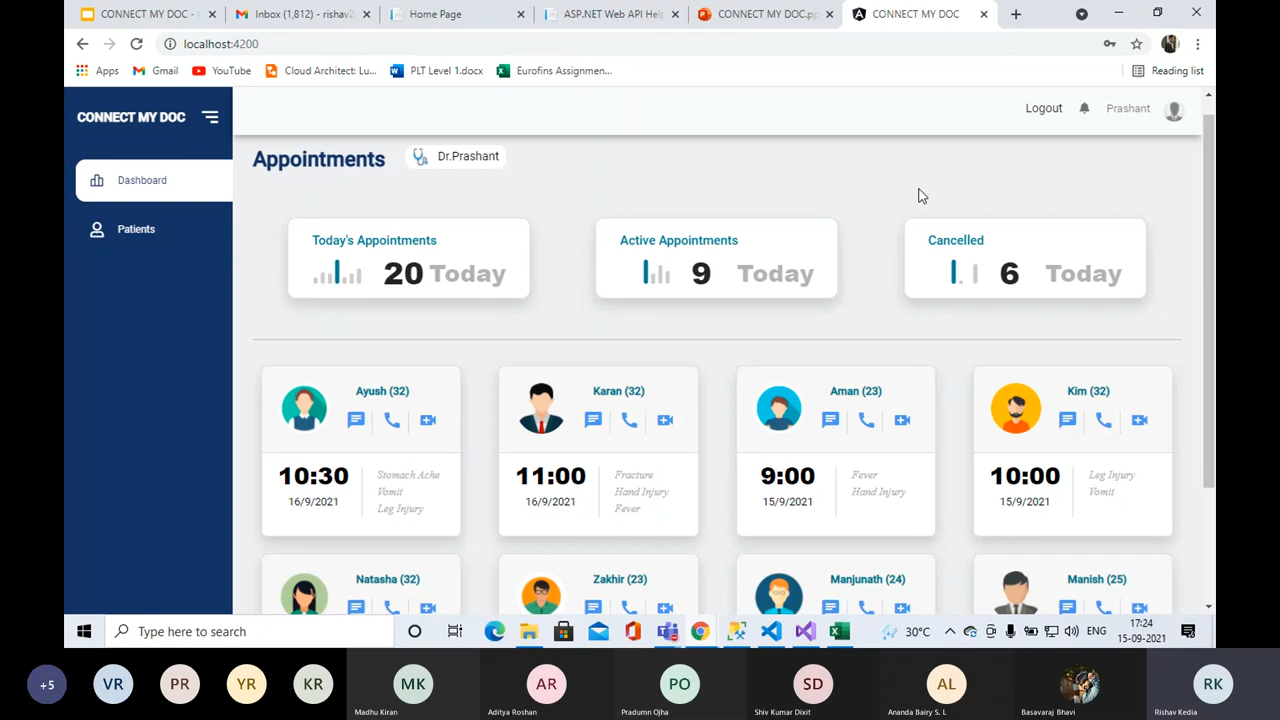 CONNECT MY DOC -
Inbox (1,812) - rishav2
Home Page
ASP.NET Web API Help
CONNECT MY DOC.pp
CONNECT MY DOC
localhost:4200
Apps
Gmail
YouTube
Cloud Architect: Lu...
PLT Level 1.docx
Eurofins Assignmen...
Reading list
CONNECT MY DOC
Logout
Prashant
Appointments
Dr.Prashant
Dashboard
Patients
Today's Appointments
20 Today
Active Appointments
9 Today
Cancelled
6 Today
Ayush (32)
10:30
16/9/2021
Stomach Ache
Vomit
Leg Injury
Karan (32)
11:00
16/9/2021
Fracture
Hand Injury
Fever
Aman (23)
9:00
15/9/2021
Fever
Hand Injury
Kim (32)
10:00
15/9/2021
Leg Injury
Vomit
Natasha (32)
Zakhir (23)
Manjunath (24)
Manish (25)
Type here to search
30°C
ENG
17:24
15-09-2021
+5
VR
PR
YR
KR
MK
Madhu Kiran
AR
Aditya Roshan
PO
Pradumn Ojha
SD
Shiv Kumar Dixit
AL
Ananda Bairy S. L
Basavaraj Bhavi
RK
Rishav Kedia